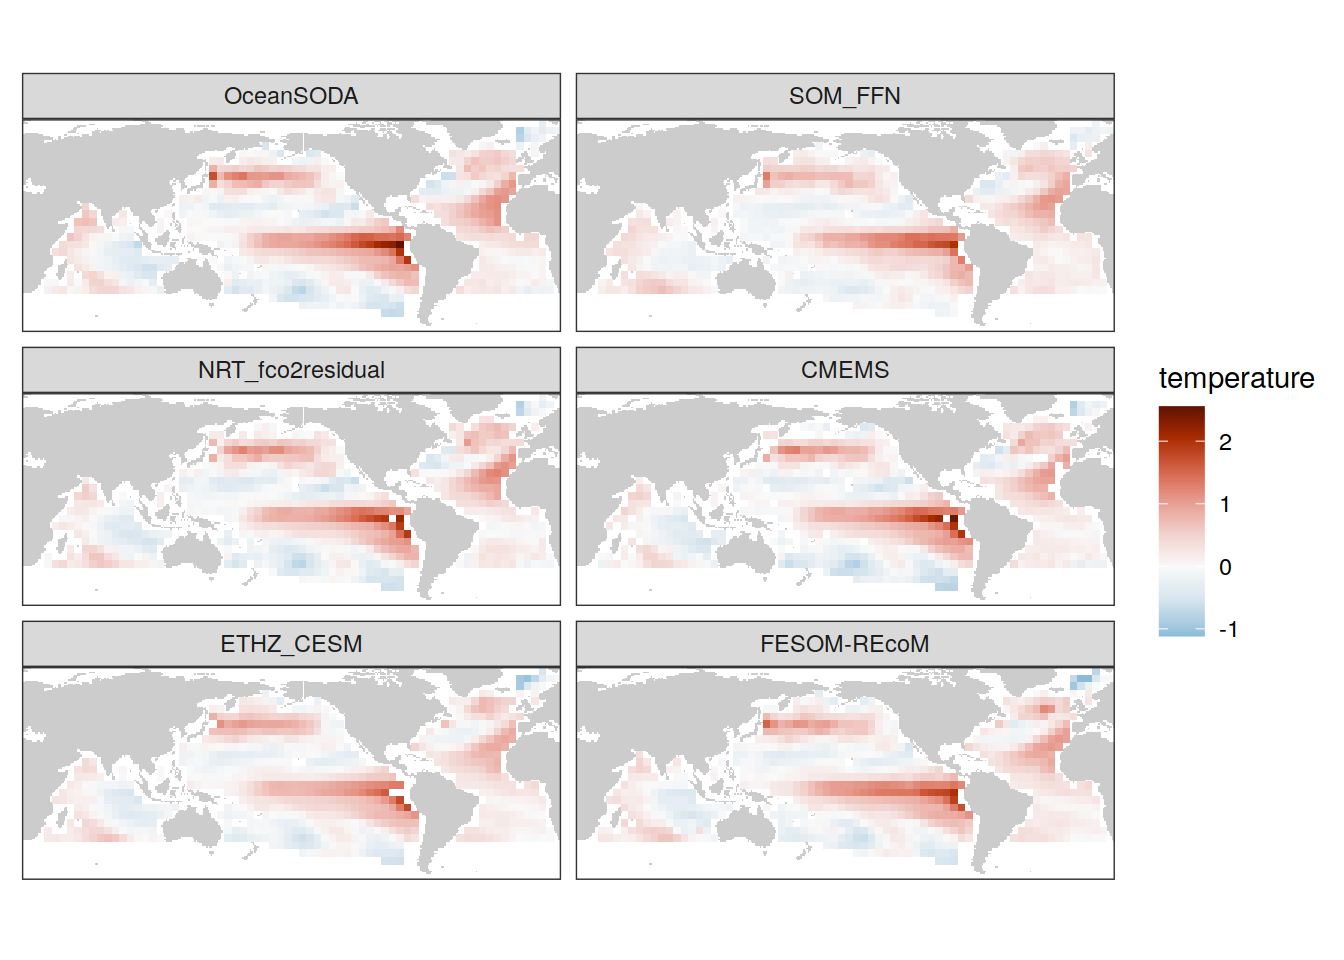 OceanSODA
SOM_FFN
NRT_fco2residual
CMEMS
ETHZ_CESM
FESOM-REcoM
temperature
2
1
0
-1